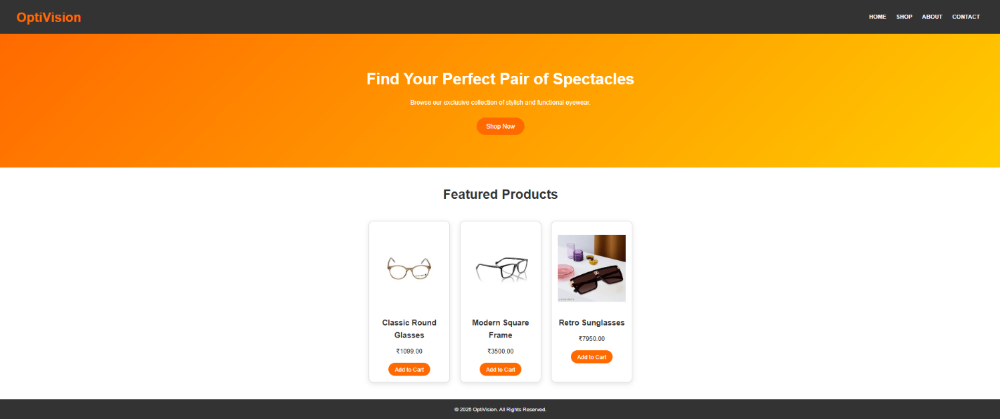 OptiVision
HOME SHOP ABOUT CONTACT
Find Your Perfect Pair of Spectacles
Browse our exclusive collection of stylish and functional eyewear.
Shop Now
Featured Products
Classic Round
Glasses
₹1099.00
Add to Cart
Modern Square
Frame
₹3500.00
Add to Cart
Retro Sunglasses
₹7950.00
Add to Cart
© 2025 OptiVision. All Rights Reserved.